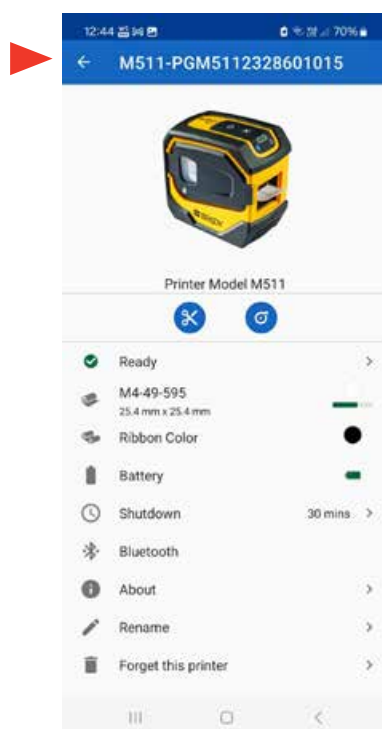 12:44 70%
M511-PGM5112328601015
BRADY
Printer Model M511
Ready
M4-49-595
25.4 mm x 25.4 mm
Ribbon Color
Battery
Shutdown 30 mins
Bluetooth
About
Rename
Forget this printer